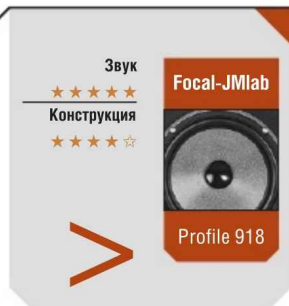 Звук
★★★★★
Конструкция
★★★★☆
Focal-JMlab
Profile 918
>